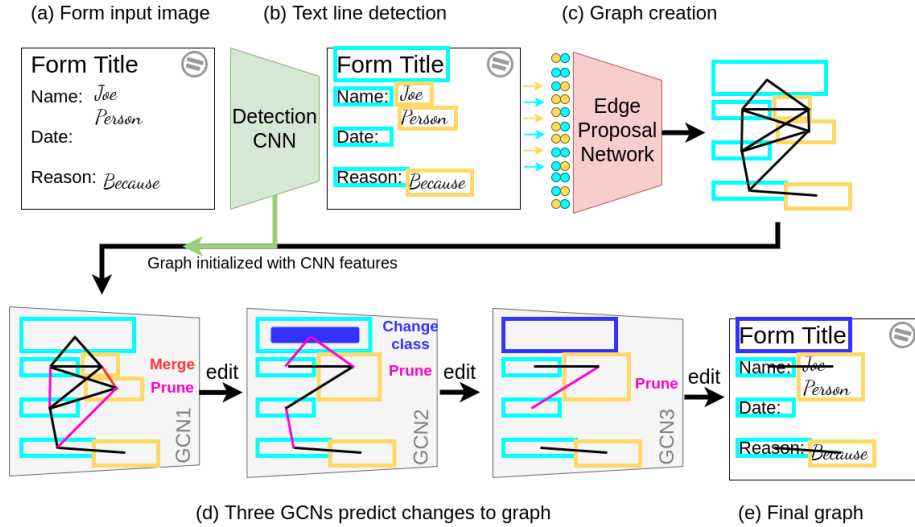 (a) Form input image
(b) Text line detection
(c) Graph creation
Form Title
Name: Joe
Person
Date:
Reason: Because
Detection
CNN
Form Title
Name: Joe
Person
Date:
Reason: Because
Edge
Proposal
Network
Graph initialized with CNN features
Merge
Prune
GCN1
edit
Change
class
Prune
GCN2
edit
Prune
GCN3
edit
Form Title
Name: Joe
Person
Date:
Reason: Because
(d) Three GCNs predict changes to graph
(e) Final graph